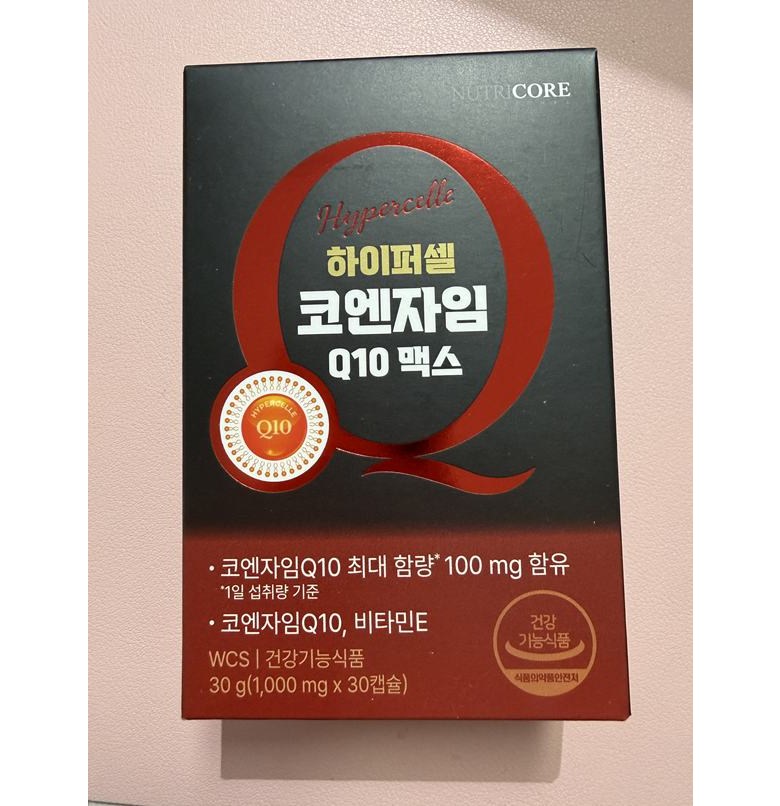 NUTRICORE
Hypercelle
하이퍼셀
코엔자임
Q10 맥스
HYPERCELLE
Q10
• 코엔자임Q10 최대 함량* 100 mg 함유
*1일 섭취량 기준
• 코엔자임Q10, 비타민E
WCS | 건강기능식품
30 g(1,000 mg x 30캡슐)
건강
기능식품
식품의약품안전처